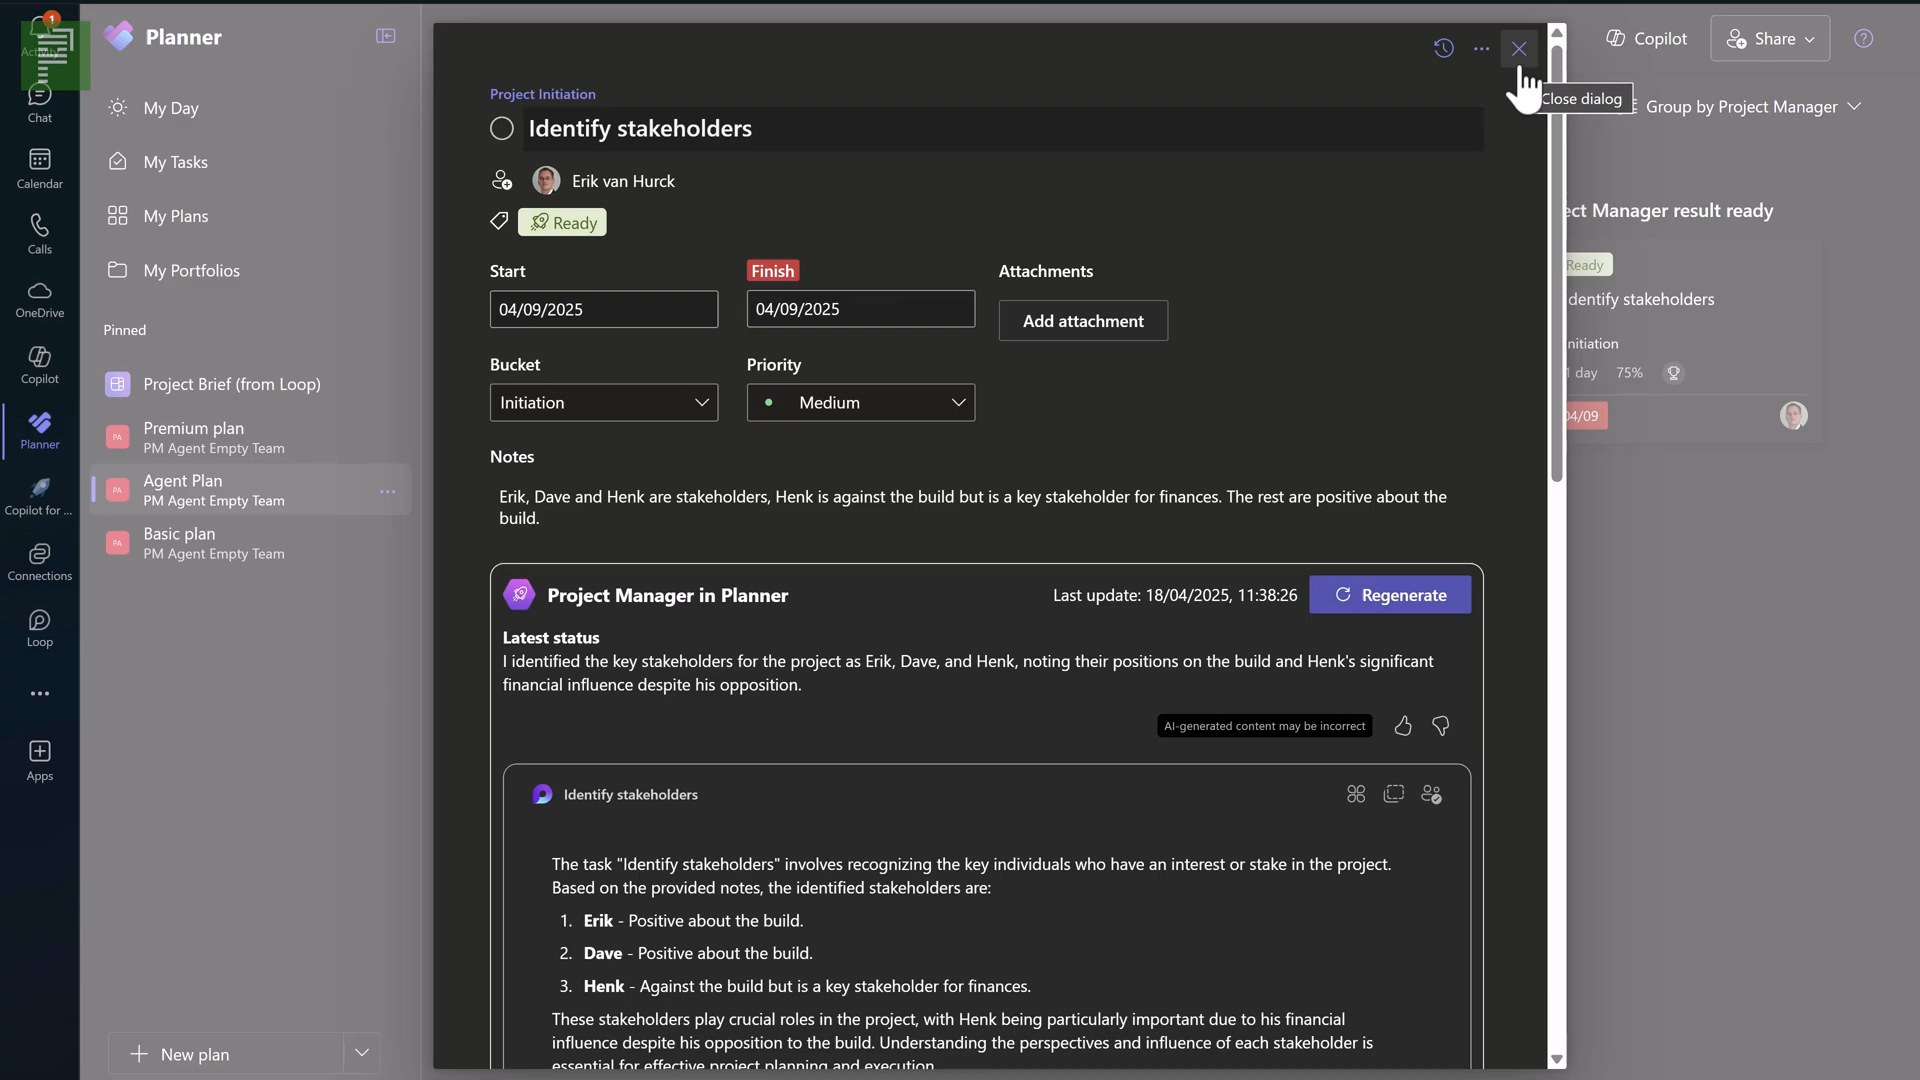 1
Chat
Calendar
Calls
OneDrive
Copilot
Planner
Copilot for ...
Connections
Loop
Apps
Planner
My Day
My Tasks
My Plans
My Portfolios
Pinned
Project Brief (from Loop)
PA
Premium plan
PM Agent Empty Team
PA
Agent Plan
PM Agent Empty Team
PA
Basic plan
PM Agent Empty Team
New plan
Project Initiation
Identify stakeholders
Erik van Hurck
Ready
Start
04/09/2025
Finish
04/09/2025
Attachments
Add attachment
Bucket
Initiation
Priority
Medium
Notes
Erik, Dave and Henk are stakeholders, Henk is against the build but is a key stakeholder for finances. The rest are positive about the
build.
Project Manager in Planner
Last update: 18/04/2025, 11:38:26
Regenerate
Latest status
I identified the key stakeholders for the project as Erik, Dave, and Henk, noting their positions on the build and Henk's significant
financial influence despite his opposition.
AI-generated content may be incorrect
Identify stakeholders
The task "Identify stakeholders" involves recognizing the key individuals who have an interest or stake in the project.
Based on the provided notes, the identified stakeholders are:
1. Erik - Positive about the build.
2. Dave - Positive about the build.
3. Henk - Against the build but is a key stakeholder for finances.
These stakeholders play crucial roles in the project, with Henk being particularly important due to his financial
influence despite his opposition to the build. Understanding the perspectives and influence of each stakeholder is
essential for effective project planning and execution
Close dialog
Copilot
Share
Group by Project Manager
ect Manager result ready
Ready
dentify stakeholders
nitiation
1 day 75%
04/09